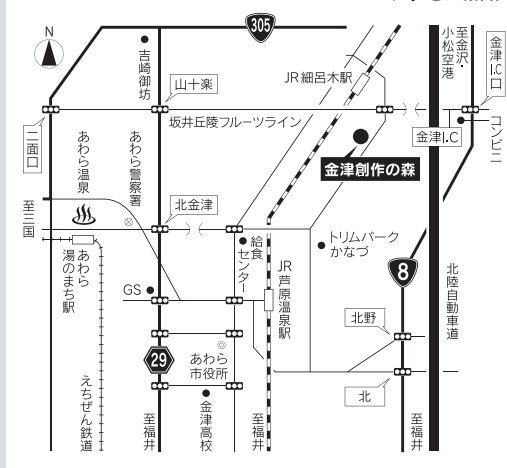 N
305
吉崎御坊
山十楽
JR細呂木駅
至金沢・
小松空港
金津I.C口
二面口
坂井丘陵フルーツライン
金津I.C
コンビニ
あわら温泉
あわら警察署
金津創作の森
至三国
北金津
給食
センター
トリムパーク
かなづ
あわら
湯のまち駅
JR
芦原温泉駅
8
北陸自動車道
GS
北野
29
あわら
市役所
北
えちぜん鉄道
至福井
金津高校
至福井
至福井